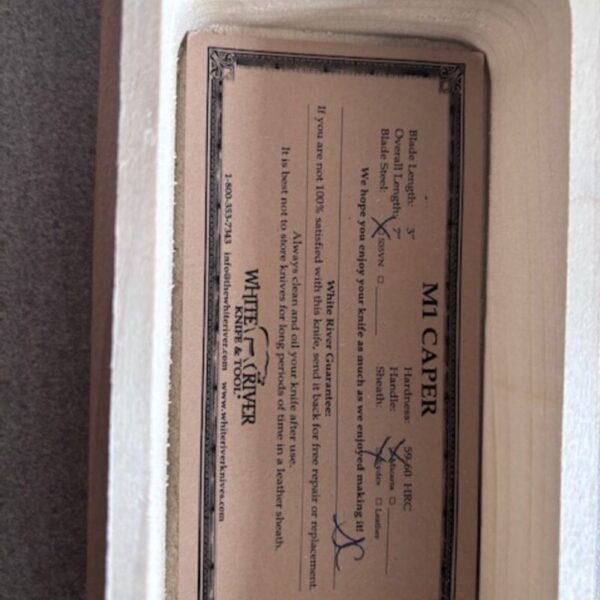 M1 CAPER
Blade Length: 3" Hardness: 59-60 HRC
Overall Length: 7" Handle:
Blade Steel: S35VN Sheath: Kydex Leather
We hope you enjoy your knife as much as we enjoyed making it!
White River Guarantee:
If you are not 100% satisfied with this knife, send it back for free repair or replacement.
Always clean and oil your knife after use.
It is best not to store knives for long periods of time in a leather sheath.
WHITE RIVER
KNIFE & TOOL
1-800-353-7343 info@thewhiteriver.com www.whiteriverknives.com